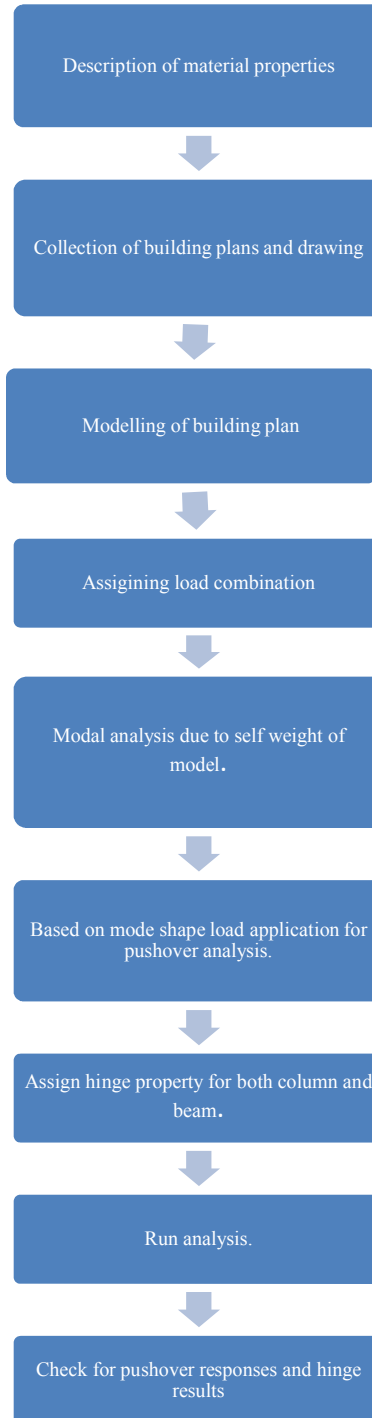 Description of material properties
Collection of building plans and drawing
Modelling of building plan
Assigining load combination
Modal analysis due to self weight of
model.
Based on mode shape load application for
pushover analysis.
Assign hinge property for both column and
beam.
Run analysis.
Check for pushover responses and hinge
results